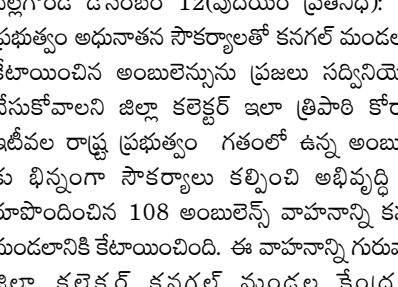 డిసెంబరు 12(ఉదయం ప్రతినిధి):
ప్రభుత్వం అధునాతన సౌకర్యాలతో కనగల్ మండల
కేటాయించిన అంబులెన్సును ప్రజలు సద్వినియో
చేసుకోవాలని జిల్లా కలెక్టర్ ఇలా త్రిపాఠి కోర
ఇటీవల రాష్ట్ర ప్రభుత్వం గతంలో ఉన్న అంబు
కు భిన్నంగా సౌకర్యాలు కల్పించి అభివృద్ధి
రూపొందించిన 108 అంబులెన్స్ వాహనాన్ని కన
మండలానికి కేటాయించింది. ఈ వాహనాన్ని గురువ
జిల్లా కలెక్టర్ కనగల్ మండల కేంద్ర